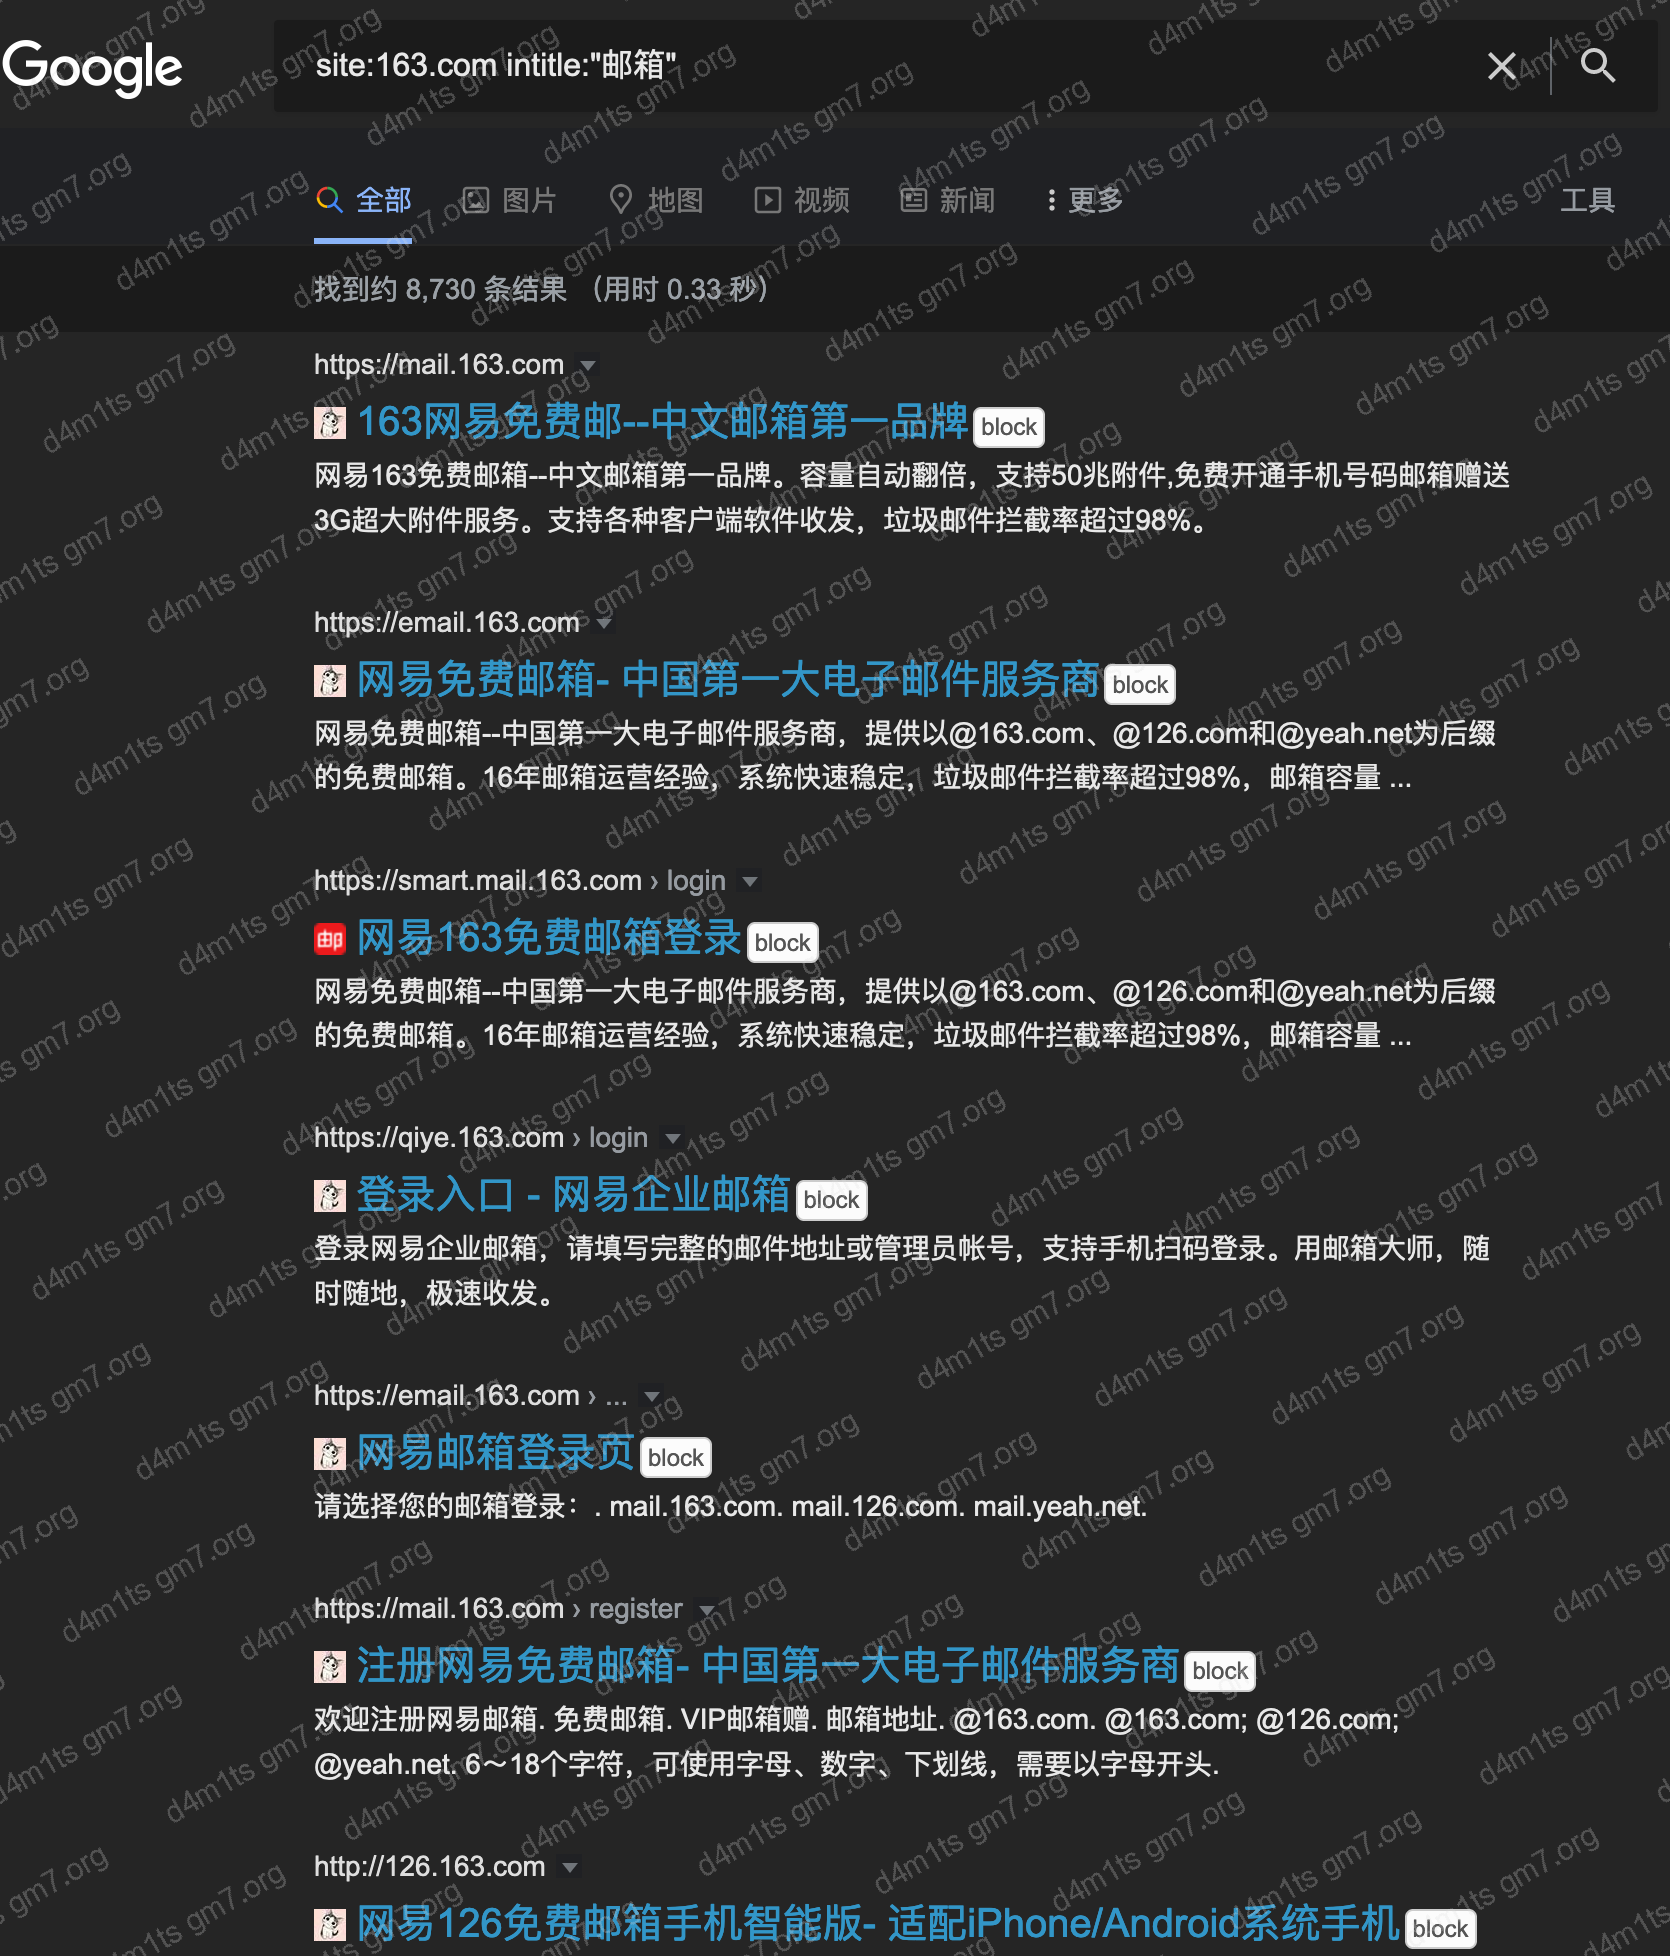 Google
site:163.com intitle:"邮箱"
全部 图片 地图 视频 新闻 更多 工具
找到约 8,730 条结果 （用时 0.33 秒）
https://mail.163.com
163网易免费邮--中文邮箱第一品牌 block
网易163免费邮箱--中文邮箱第一品牌。容量自动翻倍，支持50兆附件,免费开通手机号码邮箱赠送
3G超大附件服务。支持各种客户端软件收发，垃圾邮件拦截率超过98%。
https://email.163.com
网易免费邮箱- 中国第一大电子邮件服务商 block
网易免费邮箱--中国第一大电子邮件服务商，提供以@163.com、@126.com和@yeah.net为后缀
的免费邮箱。16年邮箱运营经验，系统快速稳定，垃圾邮件拦截率超过98%，邮箱容量 ...
https://smart.mail.163.com › login
邮 网易163免费邮箱登录 block
网易免费邮箱--中国第一大电子邮件服务商，提供以@163.com、@126.com和@yeah.net为后缀
的免费邮箱。16年邮箱运营经验，系统快速稳定，垃圾邮件拦截率超过98%，邮箱容量 ...
https://qiye.163.com › login
登录入口 - 网易企业邮箱 block
登录网易企业邮箱，请填写完整的邮件地址或管理员帐号，支持手机扫码登录。用邮箱大师，随
时随地，极速收发。
https://email.163.com › ...
网易邮箱登录页 block
请选择您的邮箱登录：. mail.163.com. mail.126.com. mail.yeah.net.
https://mail.163.com › register
注册网易免费邮箱- 中国第一大电子邮件服务商 block
欢迎注册网易邮箱. 免费邮箱. VIP邮箱赠. 邮箱地址. @163.com. @163.com; @126.com;
@yeah.net. 6～18个字符，可使用字母、数字、下划线，需要以字母开头.
http://126.163.com
网易126免费邮箱手机智能版- 适配iPhone/Android系统手机 block
d4m1ts gm7.org